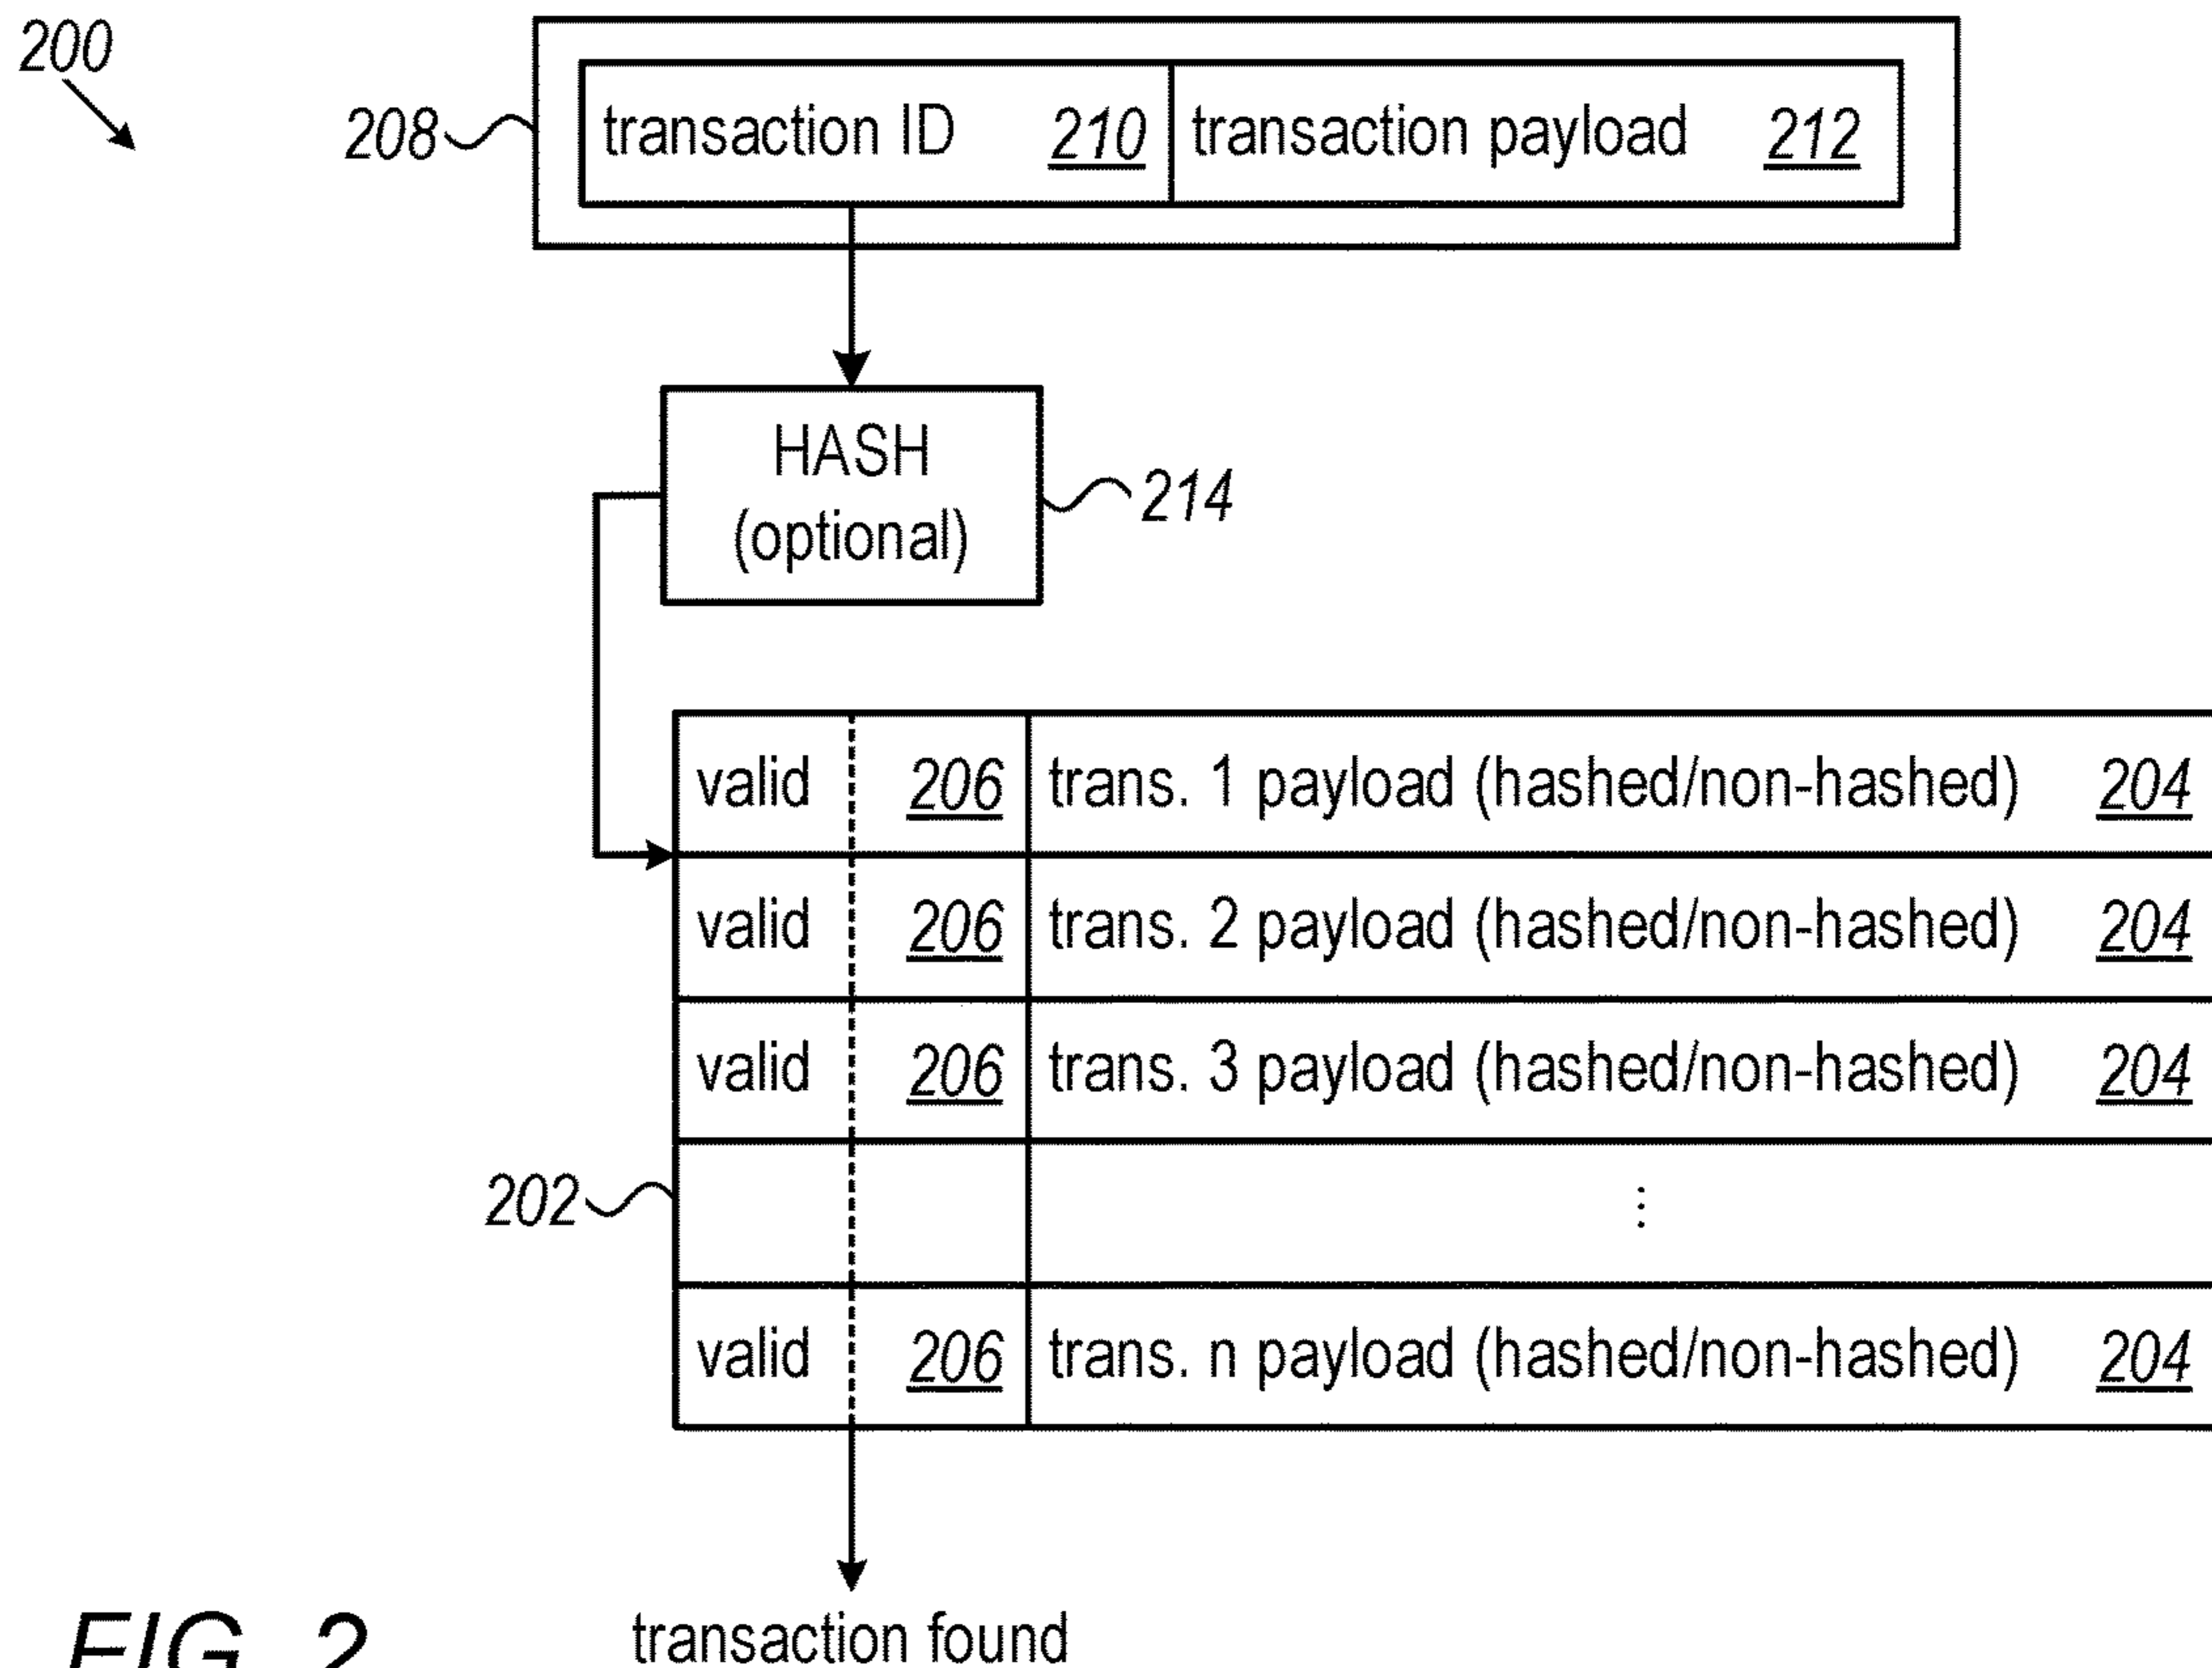 200
208 transaction ID 210 transaction payload 212
HASH
(optional)
214
valid 206 trans. 1 payload (hashed/non-hashed) 204
valid 206 trans. 2 payload (hashed/non-hashed) 204
valid 206 trans. 3 payload (hashed/non-hashed) 204
202 ⋮
valid 206 trans. n payload (hashed/non-hashed) 204
FIG. 2 transaction found